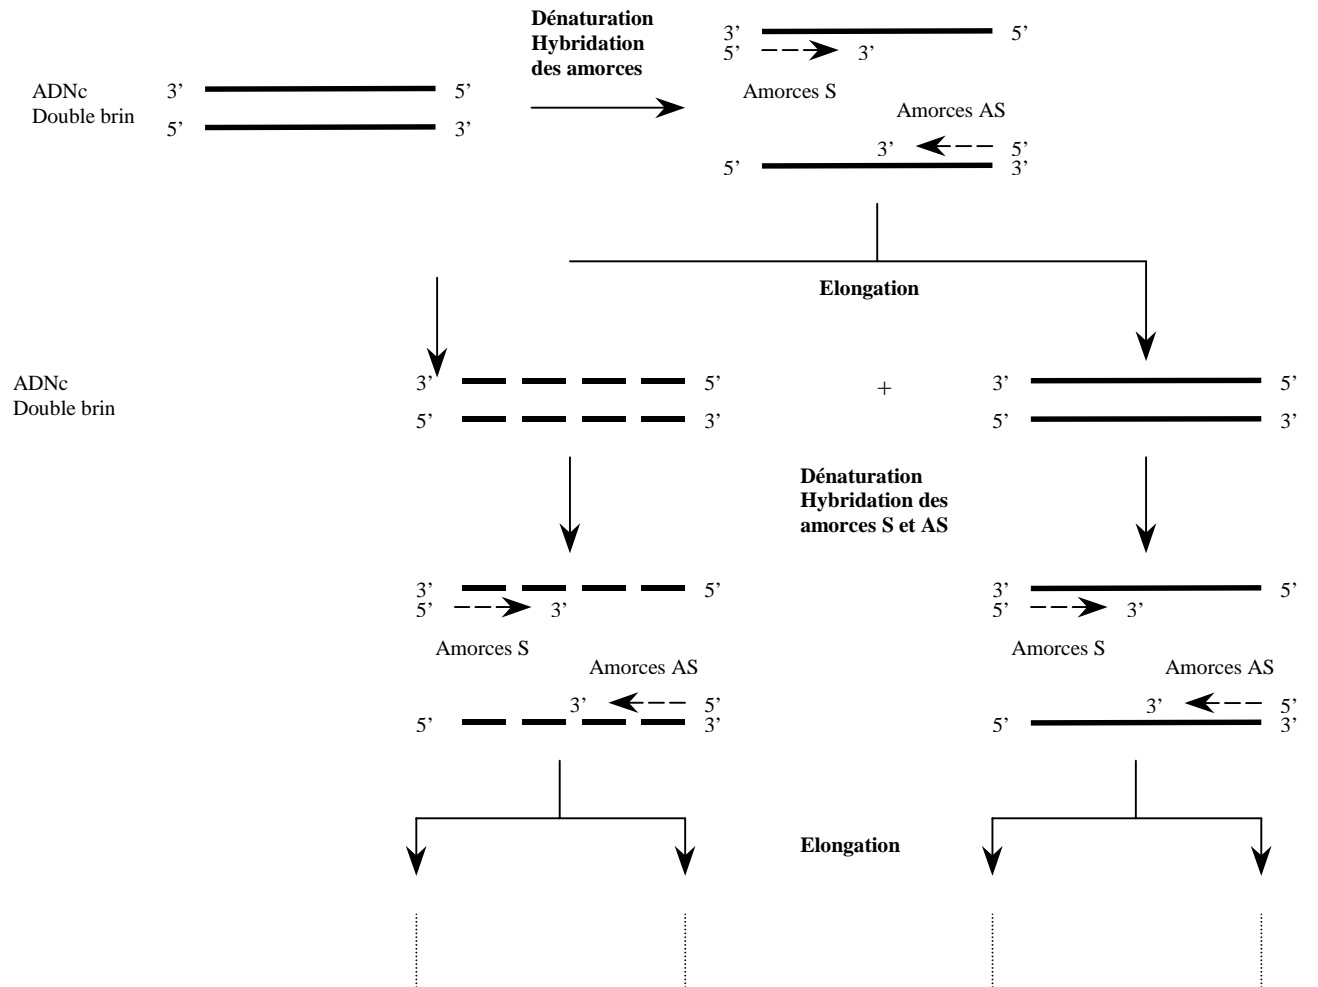 Dénaturation
Hybridation
des amorces
3’ 5’
5’ 3’
ADNc 3’ 5’
Double brin 5’ 3’
Amorces S
Amorces AS
3’ 5’
5’ 3’
Elongation
ADNc 3’ 5’ + 3’ 5’
Double brin 5’ 3’ 5’ 3’
Dénaturation
Hybridation des
amorces S et AS
3’ 5’ 3’ 5’
5’ 3’ 5’ 3’
Amorces S Amorces S
Amorces AS Amorces AS
3’ 5’ 3’ 5’
5’ 3’ 5’ 3’
Elongation